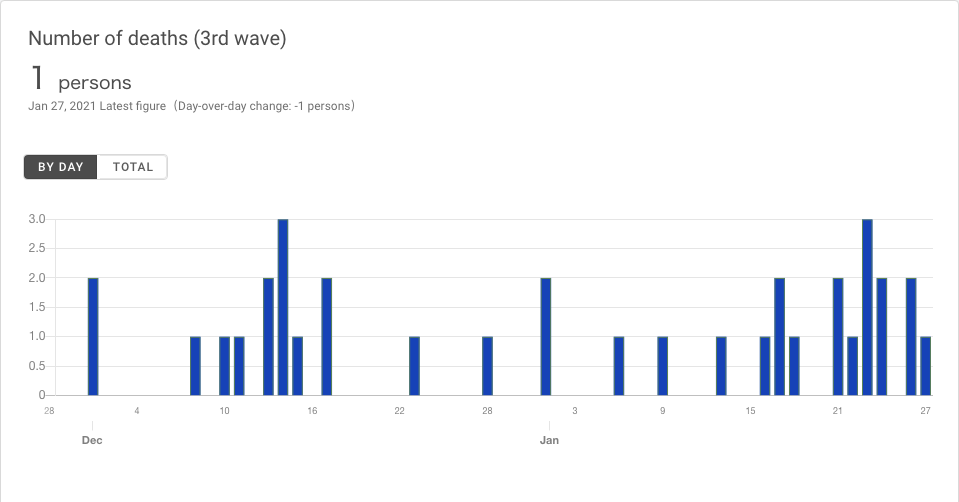 Number of deaths (3rd wave)
1 persons
Jan 27, 2021 Latest figure（Day-over-day change: -1 persons）
BY DAY TOTAL
3.0
2.5
2.0
1.5
1.0
0.5
0
28 4 10 16 22 28 3 9 15 21 27
Dec Jan